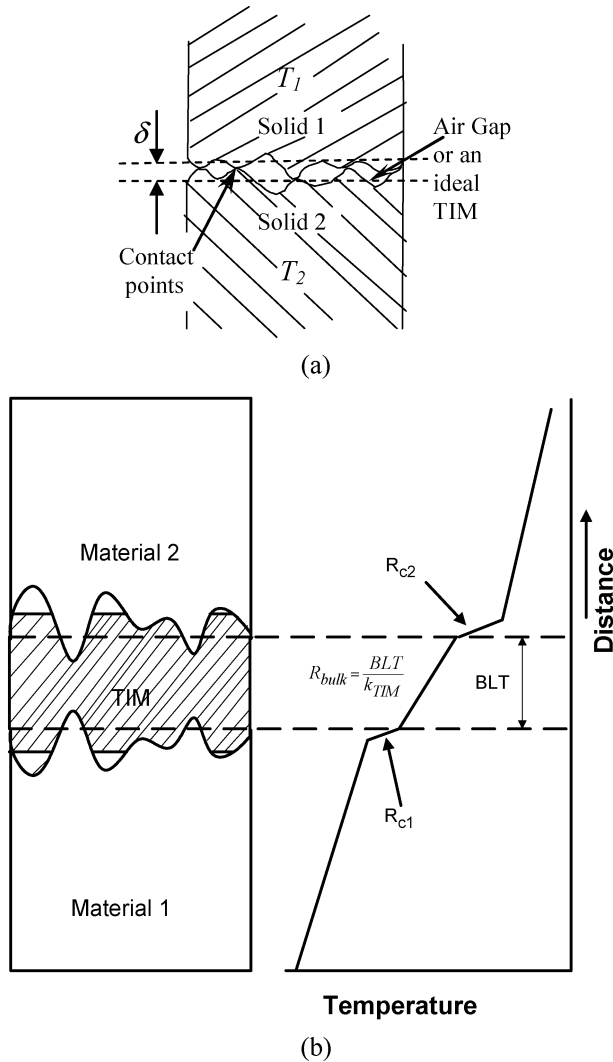 T1
Solid 1
δ
Air Gap
or an
ideal
TIM
Solid 2
Contact
points
T2
(a)
Material 2
Rc2
Distance
Rbulk = BLT / kTIM
BLT
TIM
Rc1
Material 1
Temperature
(b)